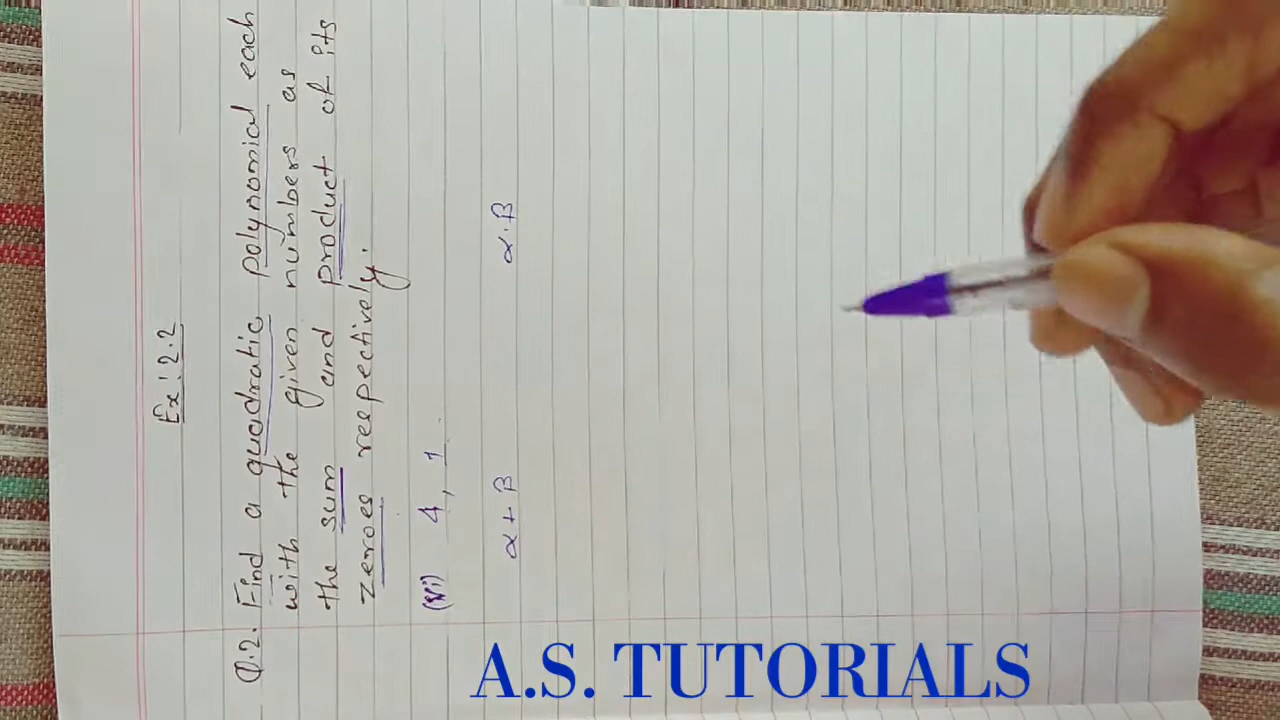 Ex: 2.2
Q.2. Find a quadratic polynomial each
with the given numbers as
the sum and product of its
zeroes respectively.
(vi) 4, 1.
α+β α.β
A.S. TUTORIALS